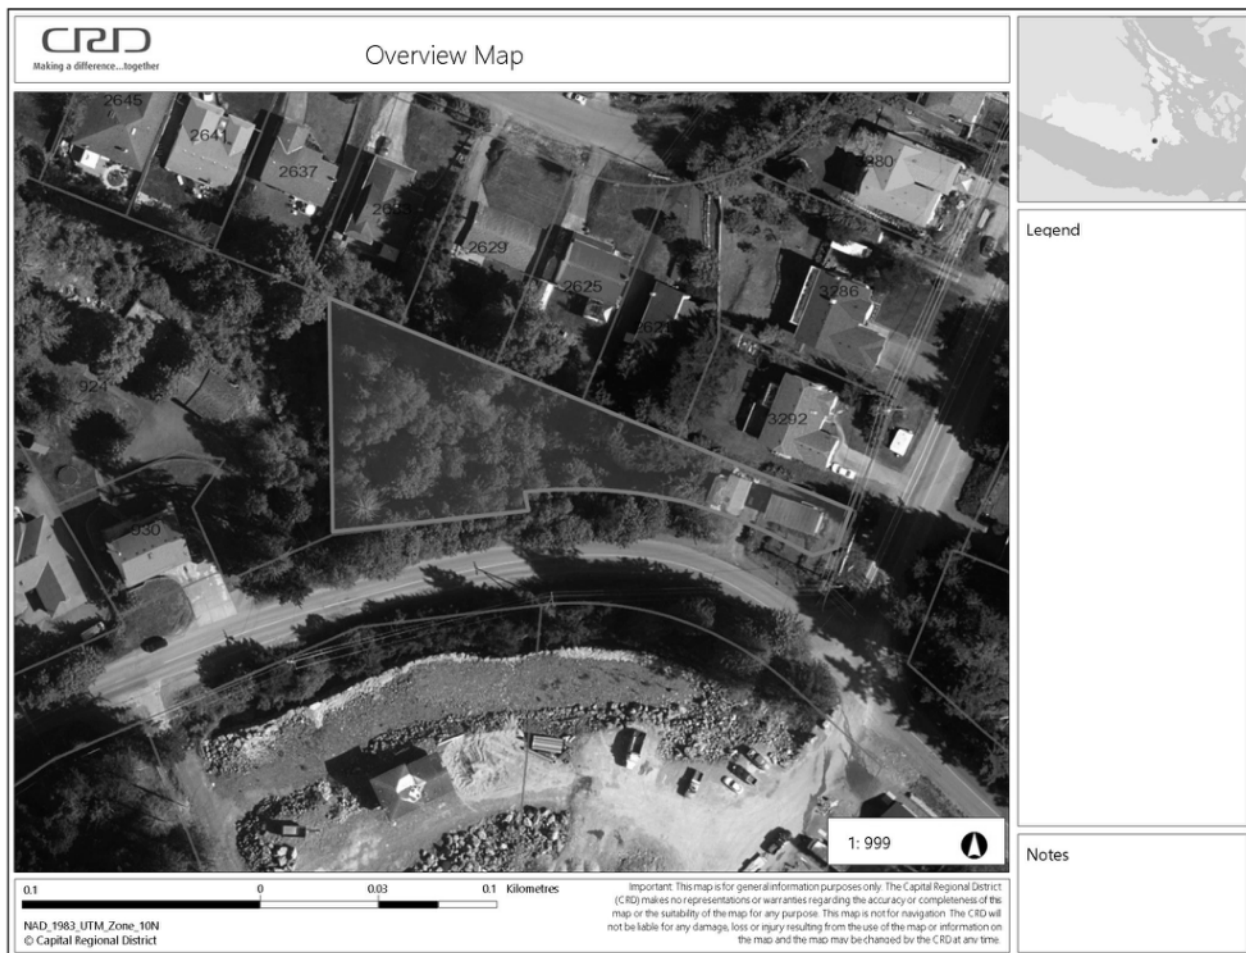 CRD
Making a difference...together
Overview Map
2645
2641
2637
2629
2625
3286
3292
924
930
Legend
1: 999
Notes
0.1 0 0.03 0.1 Kilometres
NAD_1983_UTM_Zone_10N
© Capital Regional District
Important: This map is for general information purposes only. The Capital Regional District
(CRD) makes no representations or warranties regarding the accuracy or completeness of this
map or the suitability of the map for any purpose. This map is not for navigation. The CRD will
not be liable for any damage, loss or injury resulting from the use of the map or information on
the map and the map may be changed by the CRD at any time.